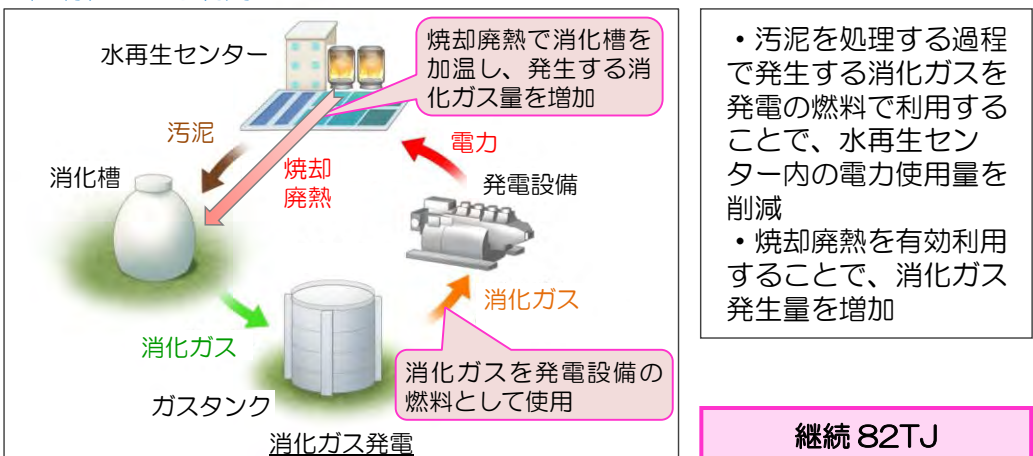 水再生センター
焼却廃熱で消化槽を
加温し、発生する消
化ガス量を増加
汚泥
電力
消化槽
焼却
廃熱
発電設備
消化ガス
消化ガス
ガスタンク
消化ガスを発電設備の
燃料として使用
消化ガス発電
・汚泥を処理する過程
で発生する消化ガスを
発電の燃料で利用する
ことで、水再生セン
ター内の電力使用量を
削減
・焼却廃熱を有効利用
することで、消化ガス
発生量を増加
継続 82TJ